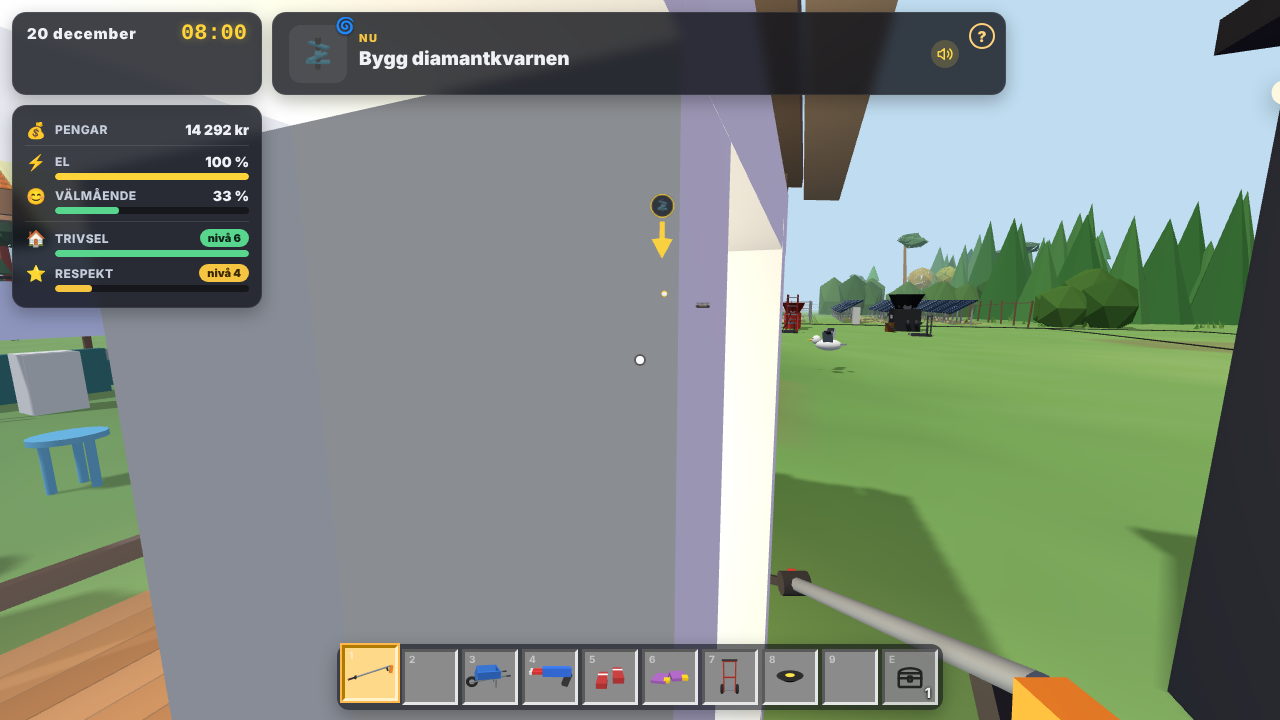 20 december 08:00
NU
Bygg diamantkvarnen
?
PENGAR 14 292 kr
EL 100 %
VÄLMÅENDE 33 %
TRIVSEL nivå 6
RESPEKT nivå 4
1 2 3 4 5 6 7 8 9 E
1